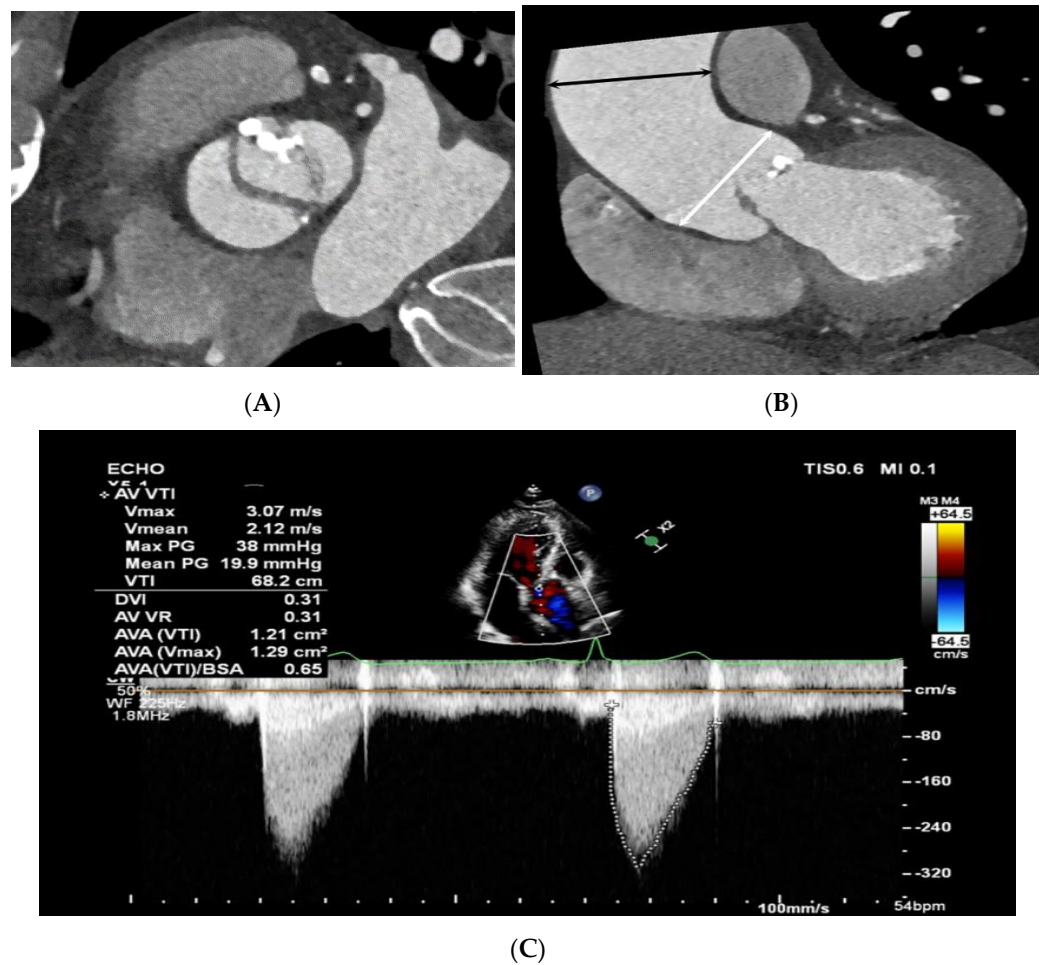 (A)
(B)
ECHO
TIS0.6 MI 0.1
AV VTI
Vmax 3.07 m/s
Vmean 2.12 m/s
Max PG 38 mmHg
Mean PG 19.9 mmHg
VTI 68.2 cm
DVI 0.31
AV VR 0.31
AVA (VTI) 1.21 cm²
AVA (Vmax) 1.29 cm²
AVA(VTI)/BSA 0.65
50%
WF 225Hz
1.8MHz
P
X2
M3 M4
+64.5
-64.5
cm/s
cm/s
-80
-160
-240
-320
100mm/s
54bpm
(C)